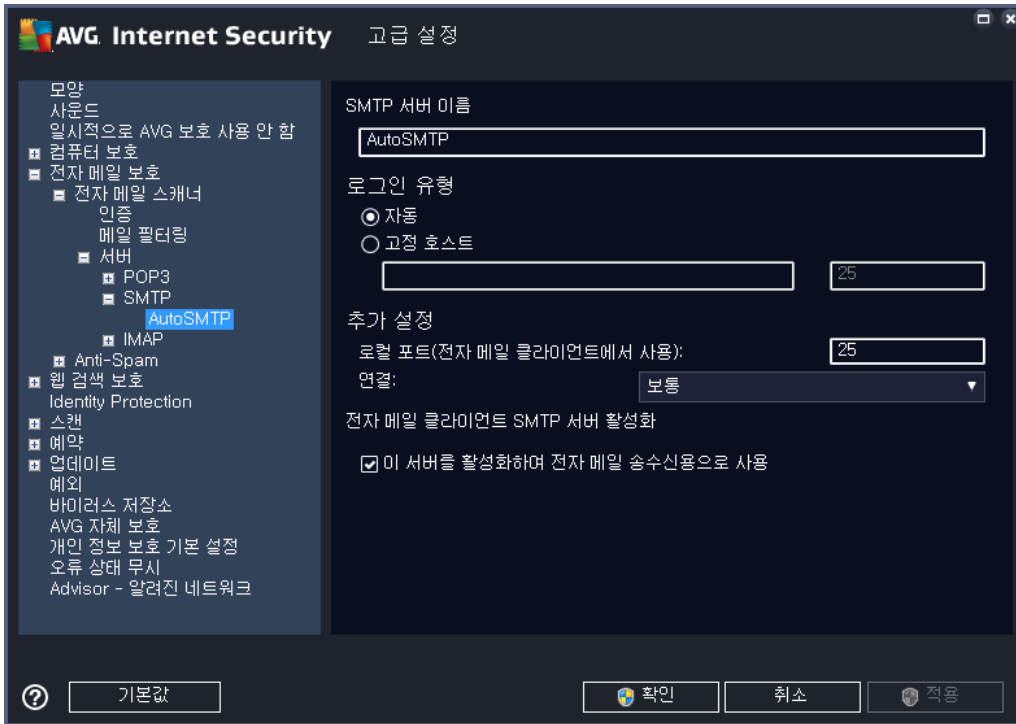 AVG. Internet Security 고급 설정
모양
사운드
일시적으로 AVG 보호 사용 안 함
컴퓨터 보호
전자 메일 보호
전자 메일 스캐너
인증
메일 필터링
서버
POP3
SMTP
AutoSMTP
IMAP
Anti-Spam
웹 검색 보호
Identity Protection
스캔
예약
업데이트
예외
바이러스 저장소
AVG 자체 보호
개인 정보 보호 기본 설정
오류 상태 무시
Advisor - 알려진 네트워크
SMTP 서버 이름
AutoSMTP
로그인 유형
자동
고정 호스트
25
추가 설정
로컬 포트(전자 메일 클라이언트에서 사용):
25
연결:
보통
전자 메일 클라이언트 SMTP 서버 활성화
이 서버를 활성화하여 전자 메일 송수신용으로 사용
기본값
확인
취소
적용